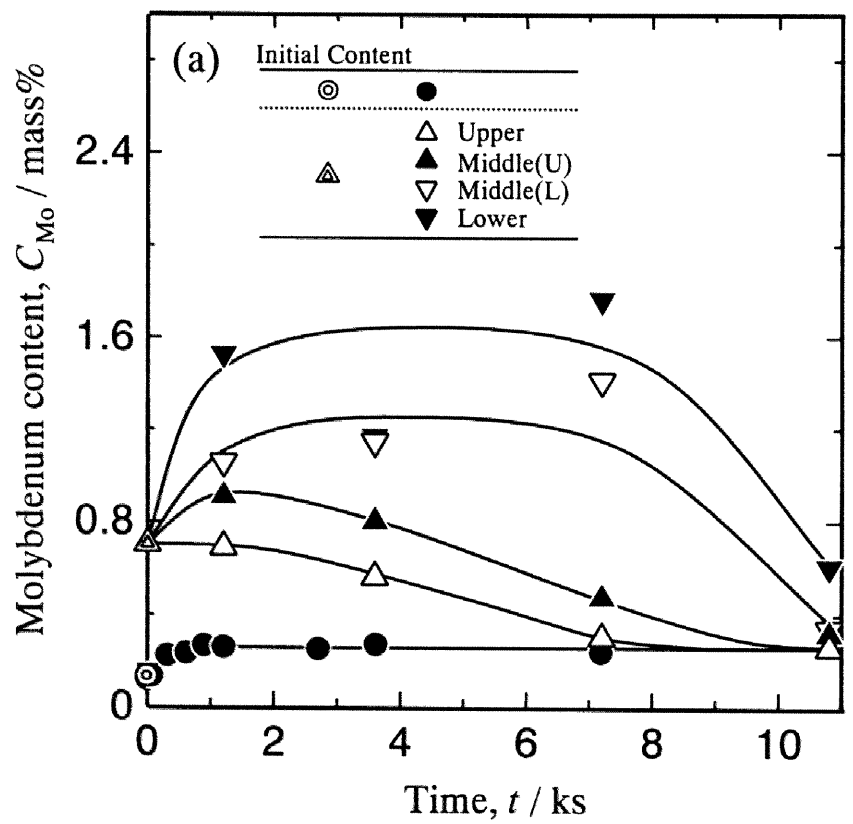 (a)
Initial Content
Upper
Middle(U)
Middle(L)
Lower
Molybdenum content, C_Mo / mass%
2.4
1.6
0.8
0
0 2 4 6 8 10
Time, t / ks